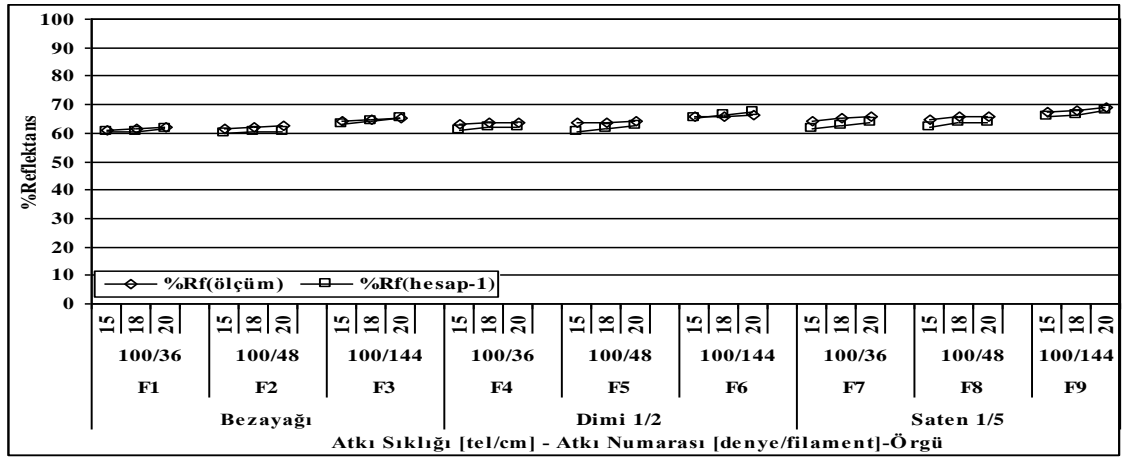 %Reflektans
100
90
80
70
60
50
40
30
20
10
0
%Rf(ölçüm) %Rf(hesap-1)
15 18 20 15 18 20 15 18 20 15 18 20 15 18 20 15 18 20 15 18 20 15 18 20 15 18 20
100/36 100/48 100/144 100/36 100/48 100/144 100/36 100/48 100/144
F1 F2 F3 F4 F5 F6 F7 F8 F9
Bezayağı Dimi 1/2 Saten 1/5
Atkı Sıklığı [tel/cm] - Atkı Numarası [denye/filament]-Örgü